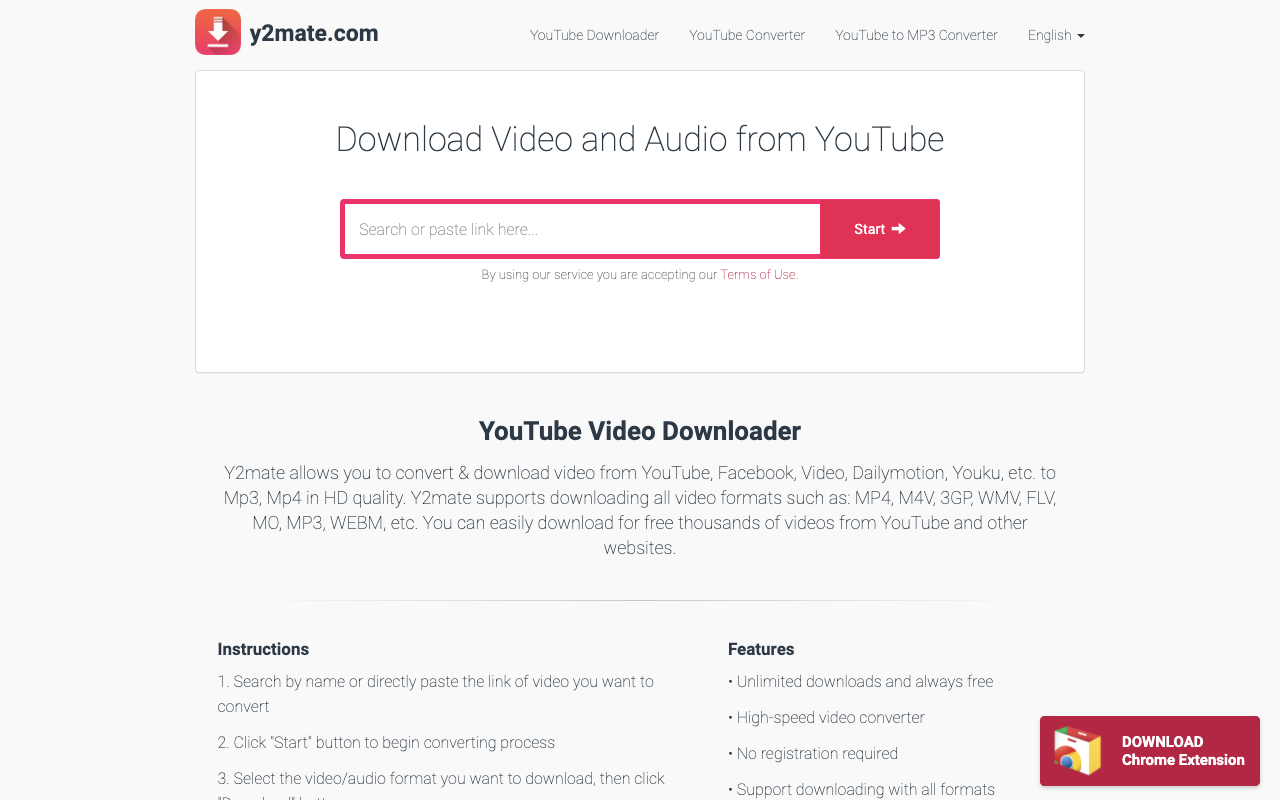 y2mate.com
YouTube Downloader
YouTube Converter
YouTube to MP3 Converter
English
Download Video and Audio from YouTube
Search or paste link here...
Start
By using our service you are accepting our Terms of Use.
YouTube Video Downloader
Y2mate allows you to convert & download video from YouTube, Facebook, Video, Dailymotion, Youku, etc. to
Mp3, Mp4 in HD quality. Y2mate supports downloading all video formats such as: MP4, M4V, 3GP, WMV, FLV,
MO, MP3, WEBM, etc. You can easily download for free thousands of videos from YouTube and other
websites.
Instructions
1. Search by name or directly paste the link of video you want to
convert
2. Click "Start" button to begin converting process
3. Select the video/audio format you want to download, then click
Features
• Unlimited downloads and always free
• High-speed video converter
• No registration required
• Support downloading with all formats
DOWNLOAD
Chrome Extension